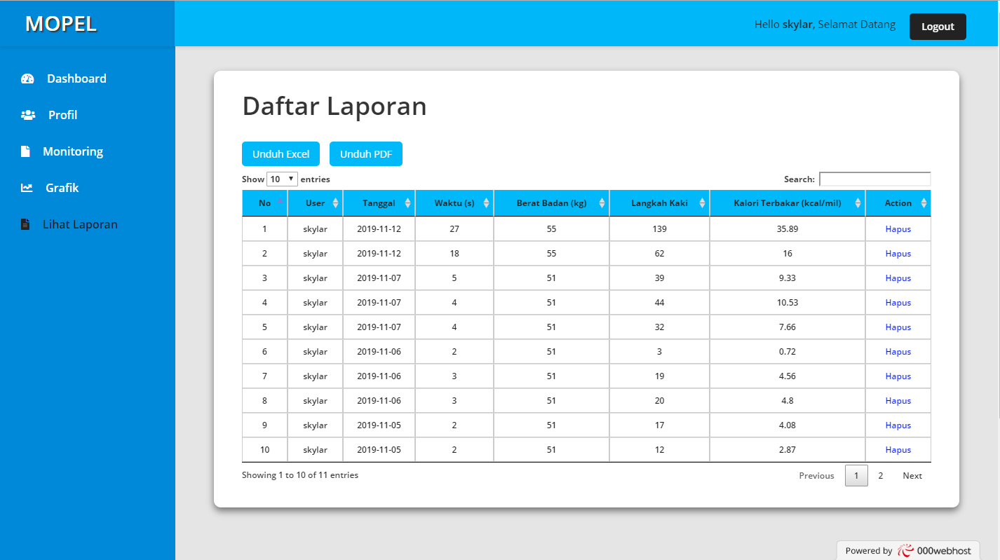 MOPEL
Hello skylar, Selamat Datang
Logout
Dashboard
Profil
Monitoring
Grafik
Lihat Laporan
Daftar Laporan
Unduh Excel Unduh PDF
Show 10 entries Search:
No User Tanggal Waktu (s) Berat Badan (kg) Langkah Kaki Kalori Terbakar (kcal/mil) Action
1 skylar 2019-11-12 27 55 139 35.89 Hapus
2 skylar 2019-11-12 18 55 62 16 Hapus
3 skylar 2019-11-07 5 51 39 9.33 Hapus
4 skylar 2019-11-07 4 51 44 10.53 Hapus
5 skylar 2019-11-07 4 51 32 7.66 Hapus
6 skylar 2019-11-06 2 51 3 0.72 Hapus
7 skylar 2019-11-06 3 51 19 4.56 Hapus
8 skylar 2019-11-06 3 51 20 4.8 Hapus
9 skylar 2019-11-05 2 51 17 4.08 Hapus
10 skylar 2019-11-05 2 51 12 2.87 Hapus
Showing 1 to 10 of 11 entries Previous 1 2 Next
Powered by 000webhost